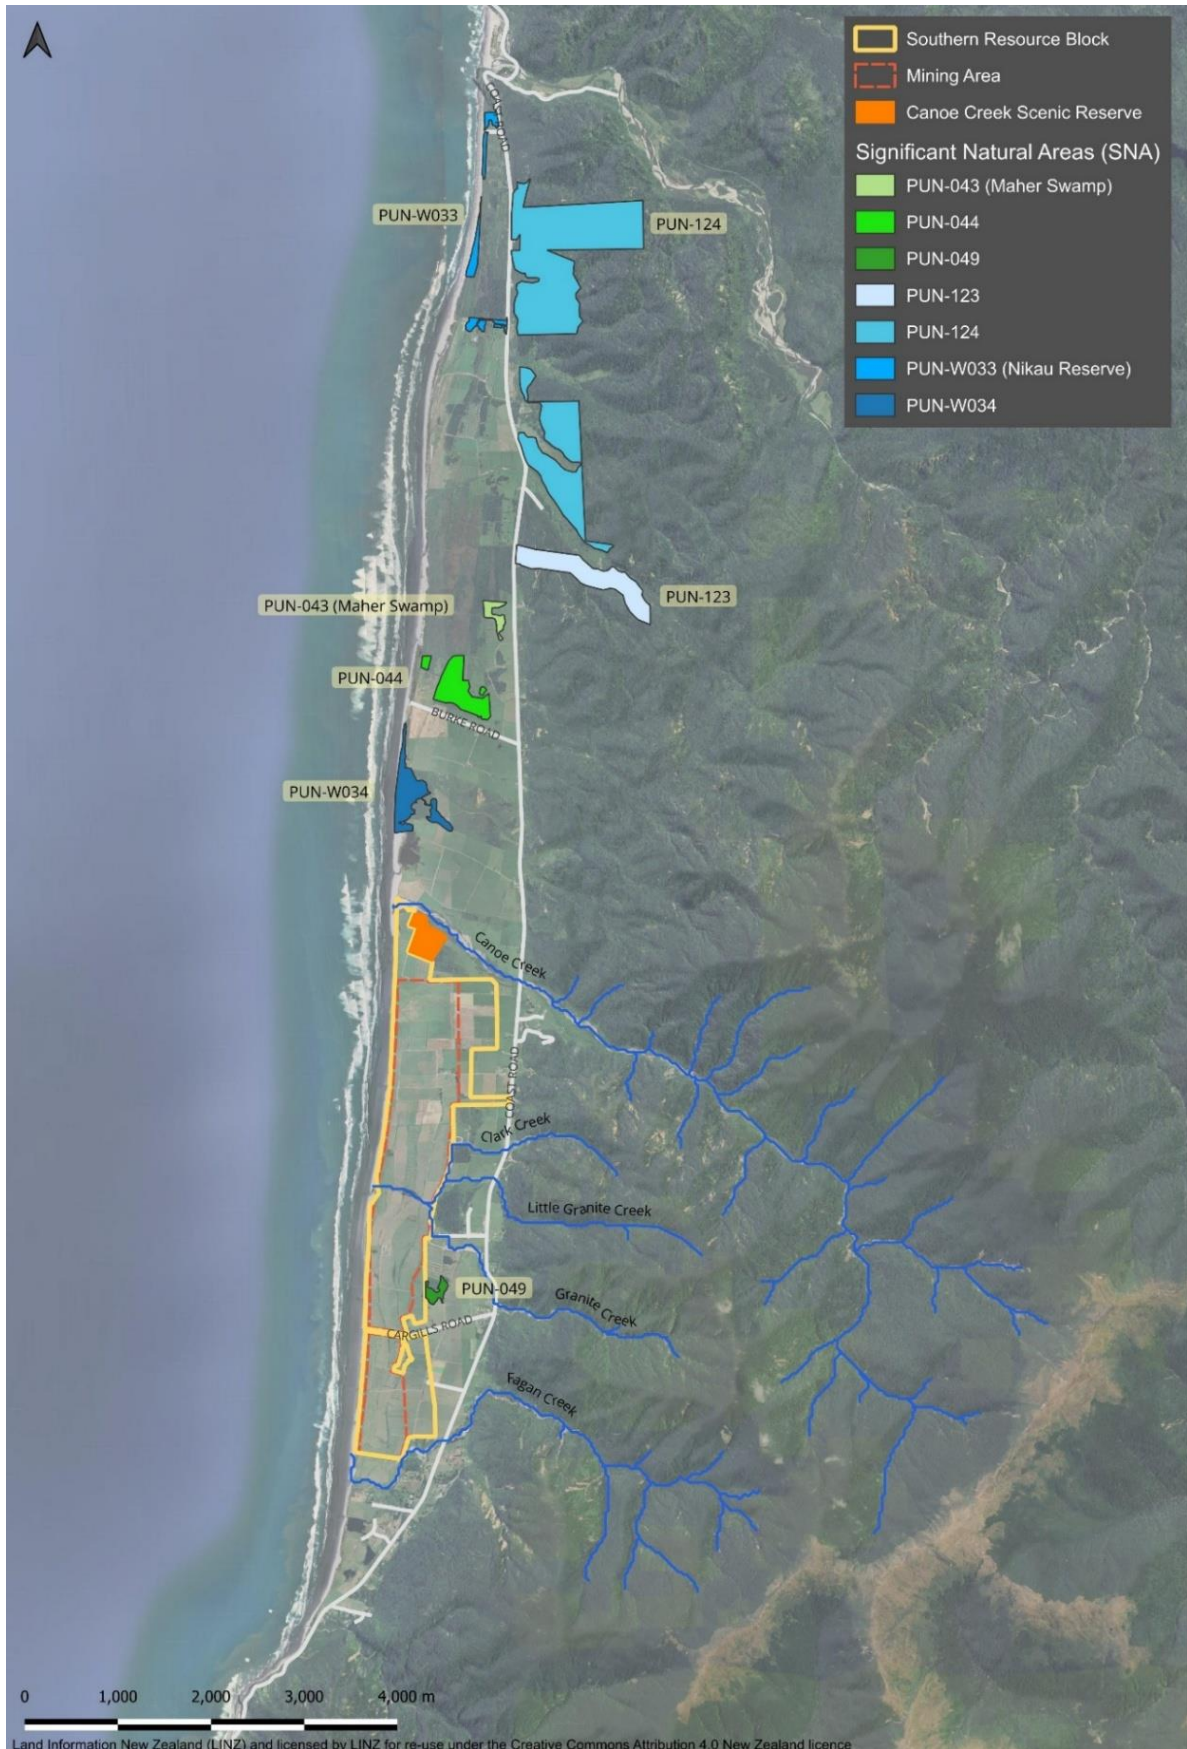 Southern Resource Block
Mining Area
Canoe Creek Scenic Reserve
Significant Natural Areas (SNA)
PUN-043 (Maher Swamp)
PUN-044
PUN-049
PUN-123
PUN-124
PUN-W033 (Nikau Reserve)
PUN-W034
COAST ROAD
PUN-W033
PUN-124
PUN-123
PUN-043 (Maher Swamp)
PUN-044
BURKE ROAD
PUN-W034
Canoe Creek
COAST ROAD
Clark Creek
Little Granite Creek
PUN-049
Granite Creek
CARGILLS ROAD
Fagan Creek
0 1,000 2,000 3,000 4,000 m
Land Information New Zealand (LINZ) and licensed by LINZ for re-use under the Creative Commons Attribution 4.0 New Zealand licence